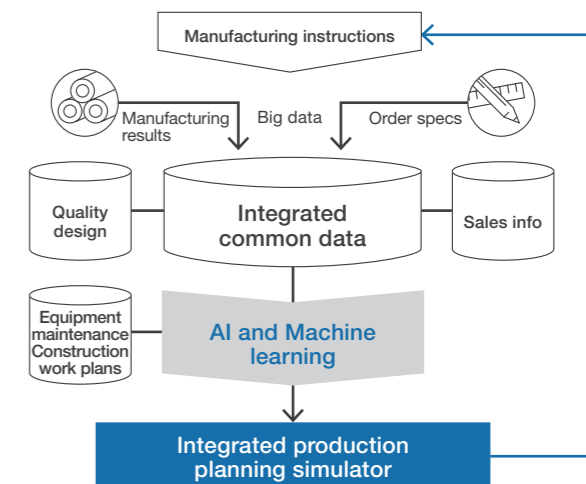 Manufacturing instructions
Manufacturing
results
Big data
Order specs
Quality
design
Integrated
common data
Sales info
Equipment
maintenance
Construction
work plans
AI and Machine
learning
Integrated production
planning simulator